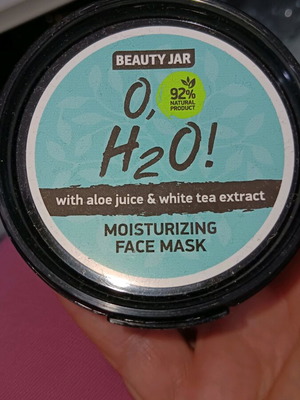 BEAUTY JAR
O,
92%
NATURAL
PRODUCT
H2O!
with aloe juice & white tea extract
MOISTURIZING
FACE MASK